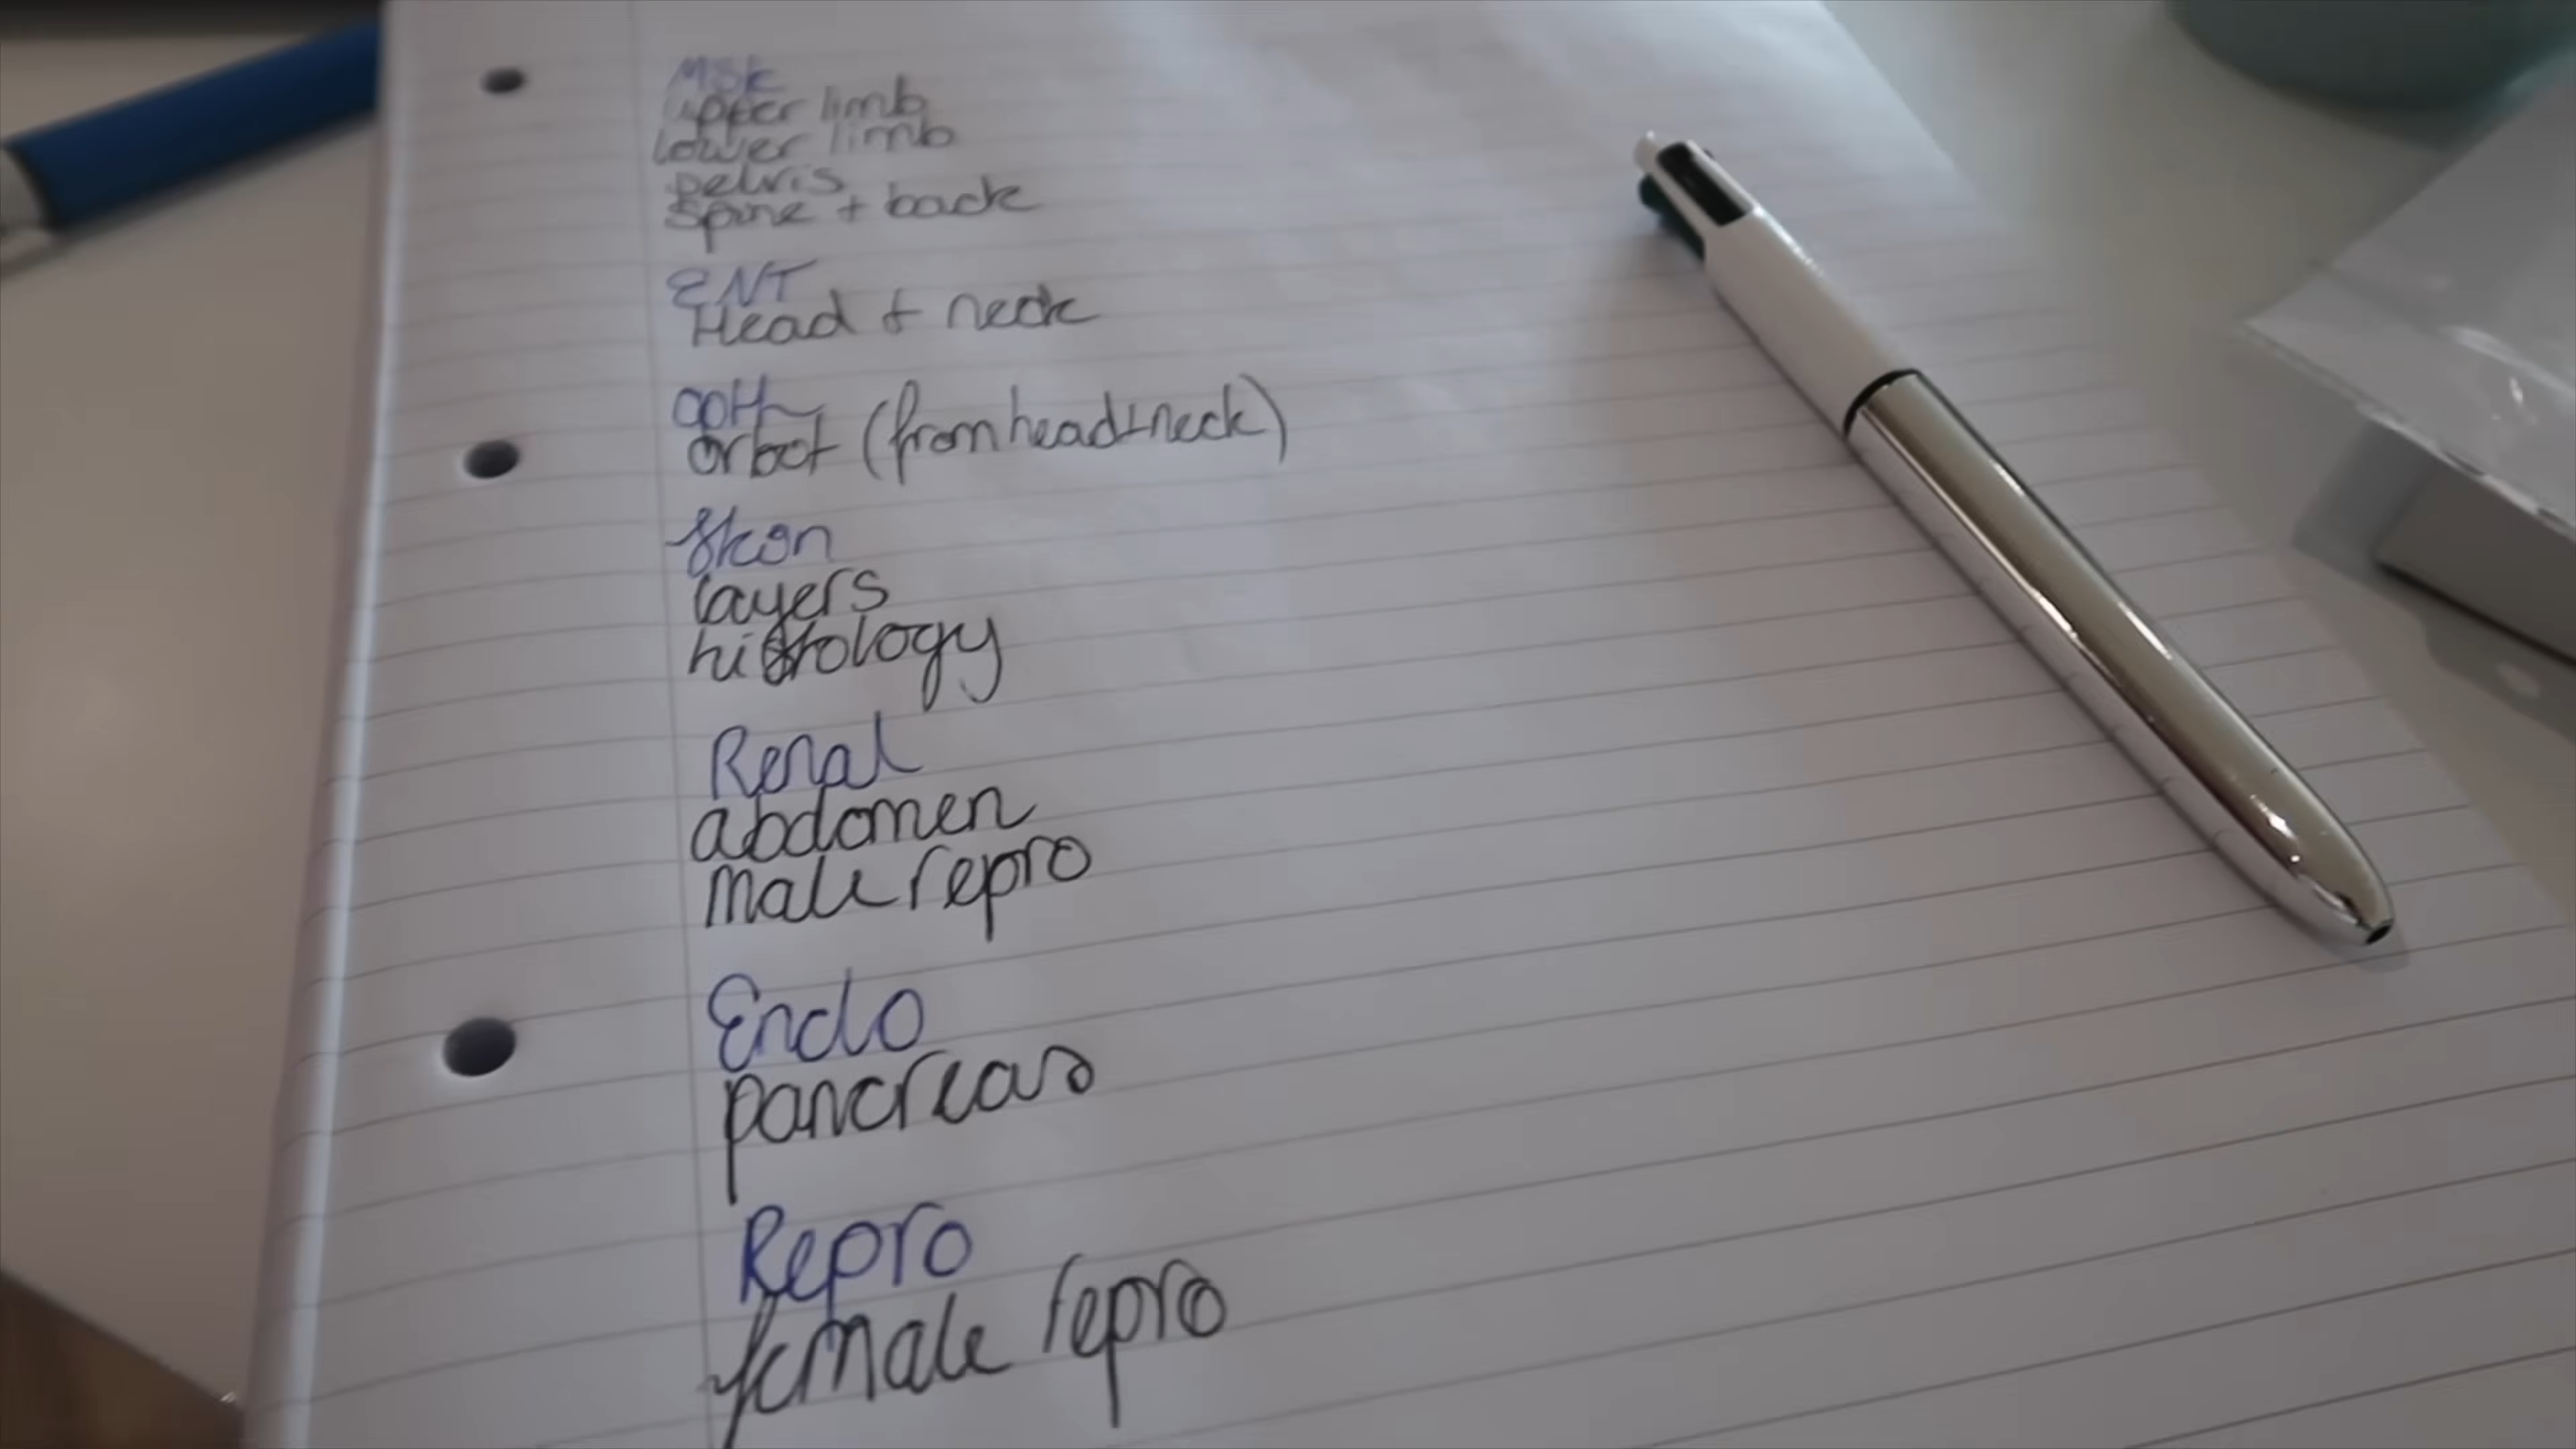 MSK
upper limb
lower limb
pelvis
spine + back
ENT
Head + neck
orbit (from head + neck)
Skin
layers
histology
Renal
abdomen
male repro
Endo
pancreas
Repro
female repro